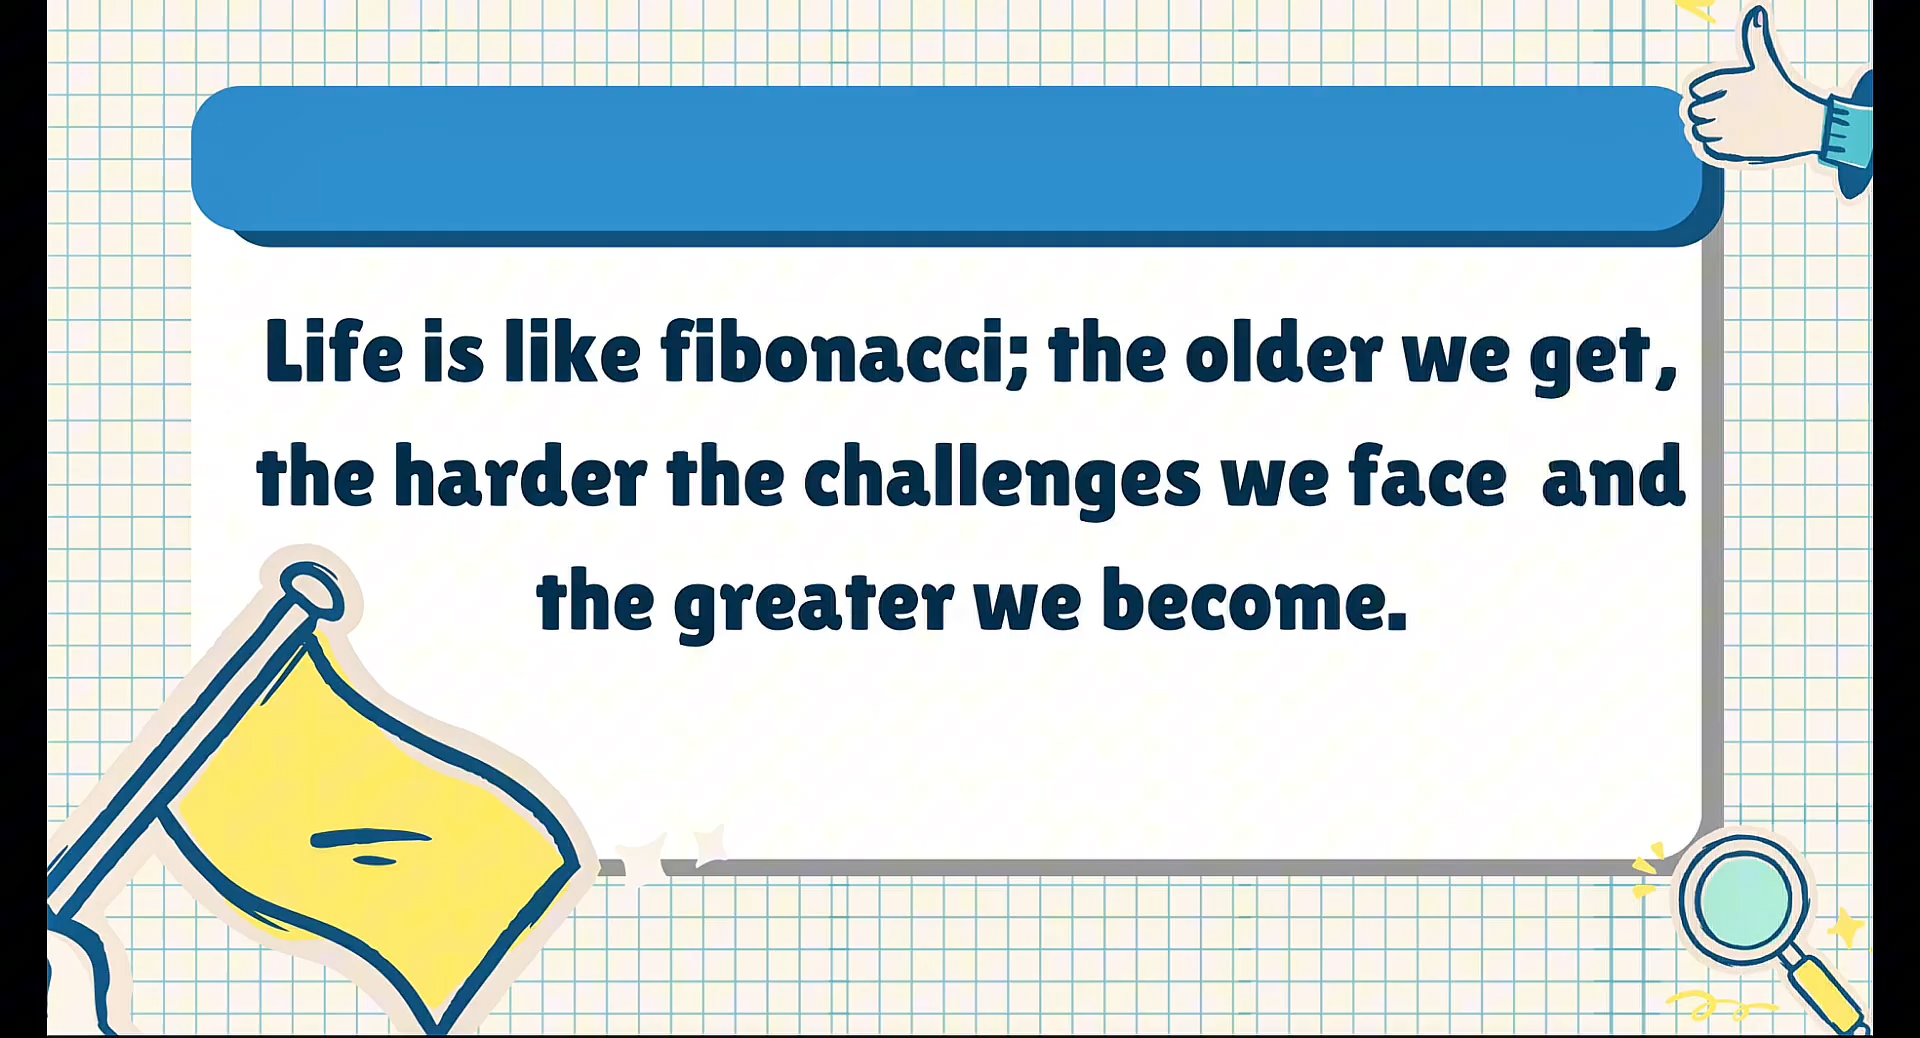 Life is like fibonacci; the older we get,
the harder the challenges we face  and
the greater we become.